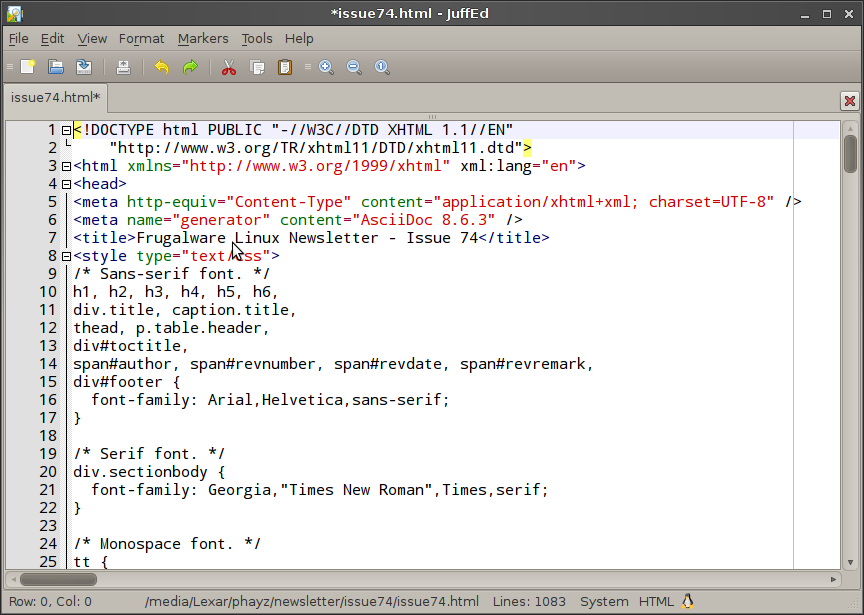 *issue74.html - JuffEd
File Edit View Format Markers Tools Help
issue74.html*
1 <!DOCTYPE html PUBLIC "-//W3C//DTD XHTML 1.1//EN"
2     "http://www.w3.org/TR/xhtml11/DTD/xhtml11.dtd">
3 <html xmlns="http://www.w3.org/1999/xhtml" xml:lang="en">
4 <head>
5 <meta http-equiv="Content-Type" content="application/xhtml+xml; charset=UTF-8" />
6 <meta name="generator" content="AsciiDoc 8.6.3" />
7 <title>Frugalware Linux Newsletter - Issue 74</title>
8 <style type="text/css">
9 /* Sans-serif font. */
10 h1, h2, h3, h4, h5, h6,
11 div.title, caption.title,
12 thead, p.table.header,
13 div#toctitle,
14 span#author, span#revnumber, span#revdate, span#revremark,
15 div#footer {
16   font-family: Arial,Helvetica,sans-serif;
17 }
18
19 /* Serif font. */
20 div.sectionbody {
21   font-family: Georgia,"Times New Roman",Times,serif;
22 }
23
24 /* Monospace font. */
25 tt {
Row: 0, Col: 0 /media/Lexar/phayz/newsletter/issue74/issue74.html Lines: 1083 System HTML